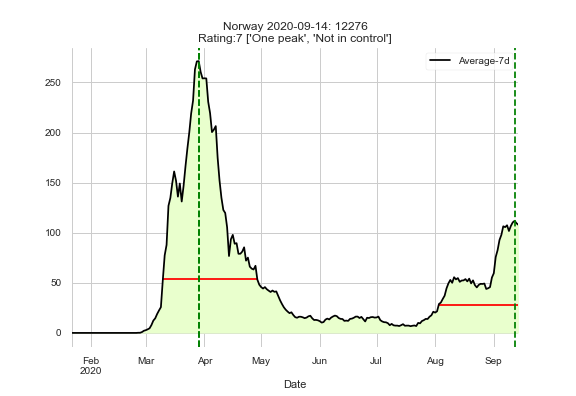 Norway 2020-09-14: 12276
Rating:7 ['One peak', 'Not in control']
Average-7d
250
200
150
100
50
0
Feb Mar Apr May Jun Jul Aug Sep
2020
Date